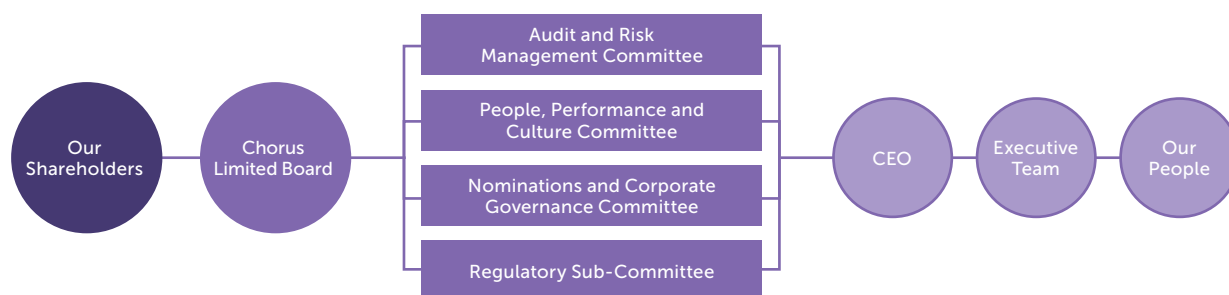 Our
Shareholders
Chorus
Limited Board
Audit and Risk
Management Committee
People, Performance and
Culture Committee
Nominations and Corporate
Governance Committee
Regulatory Sub-Committee
CEO
Executive
Team
Our
People